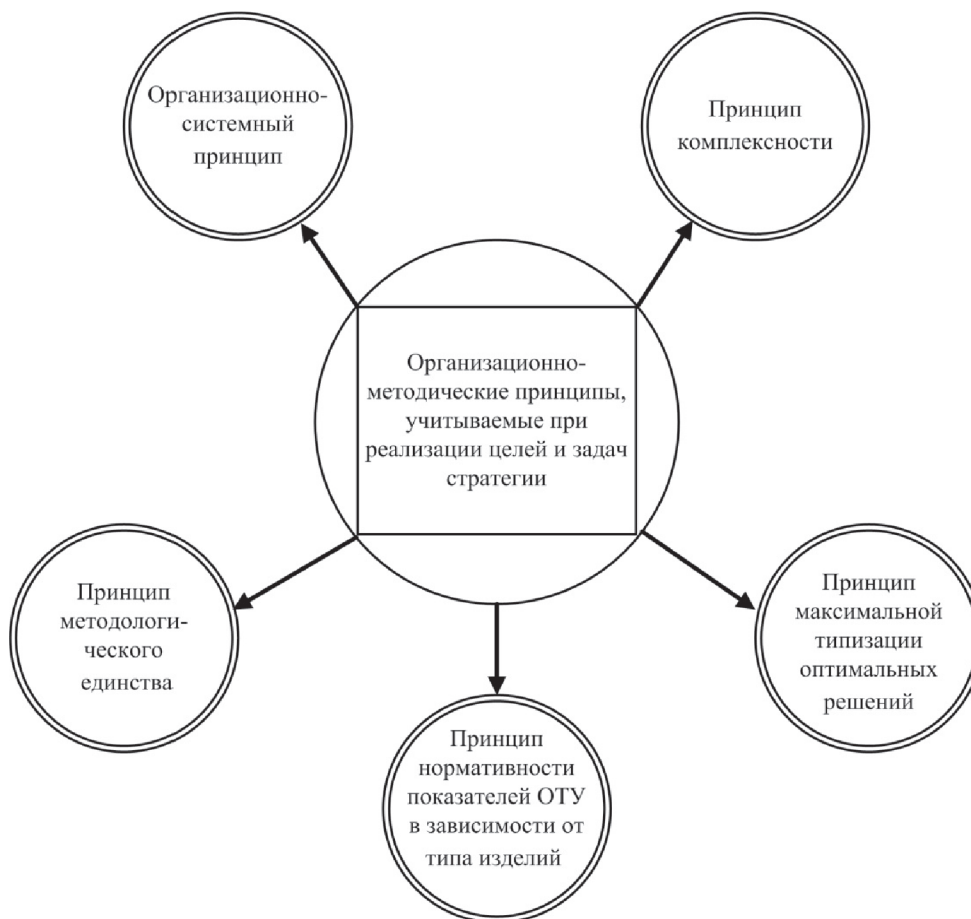 Организационно-
системный
принцип
Принцип
комплексности
Организационно-
методические принципы,
учитываемые при
реализации целей и задач
стратегии
Принцип
методологи-
ческого
единства
Принцип
нормативности
показателей ОТУ
в зависимости от
типа изделий
Принцип
максимальной
типизации
оптимальных
решений